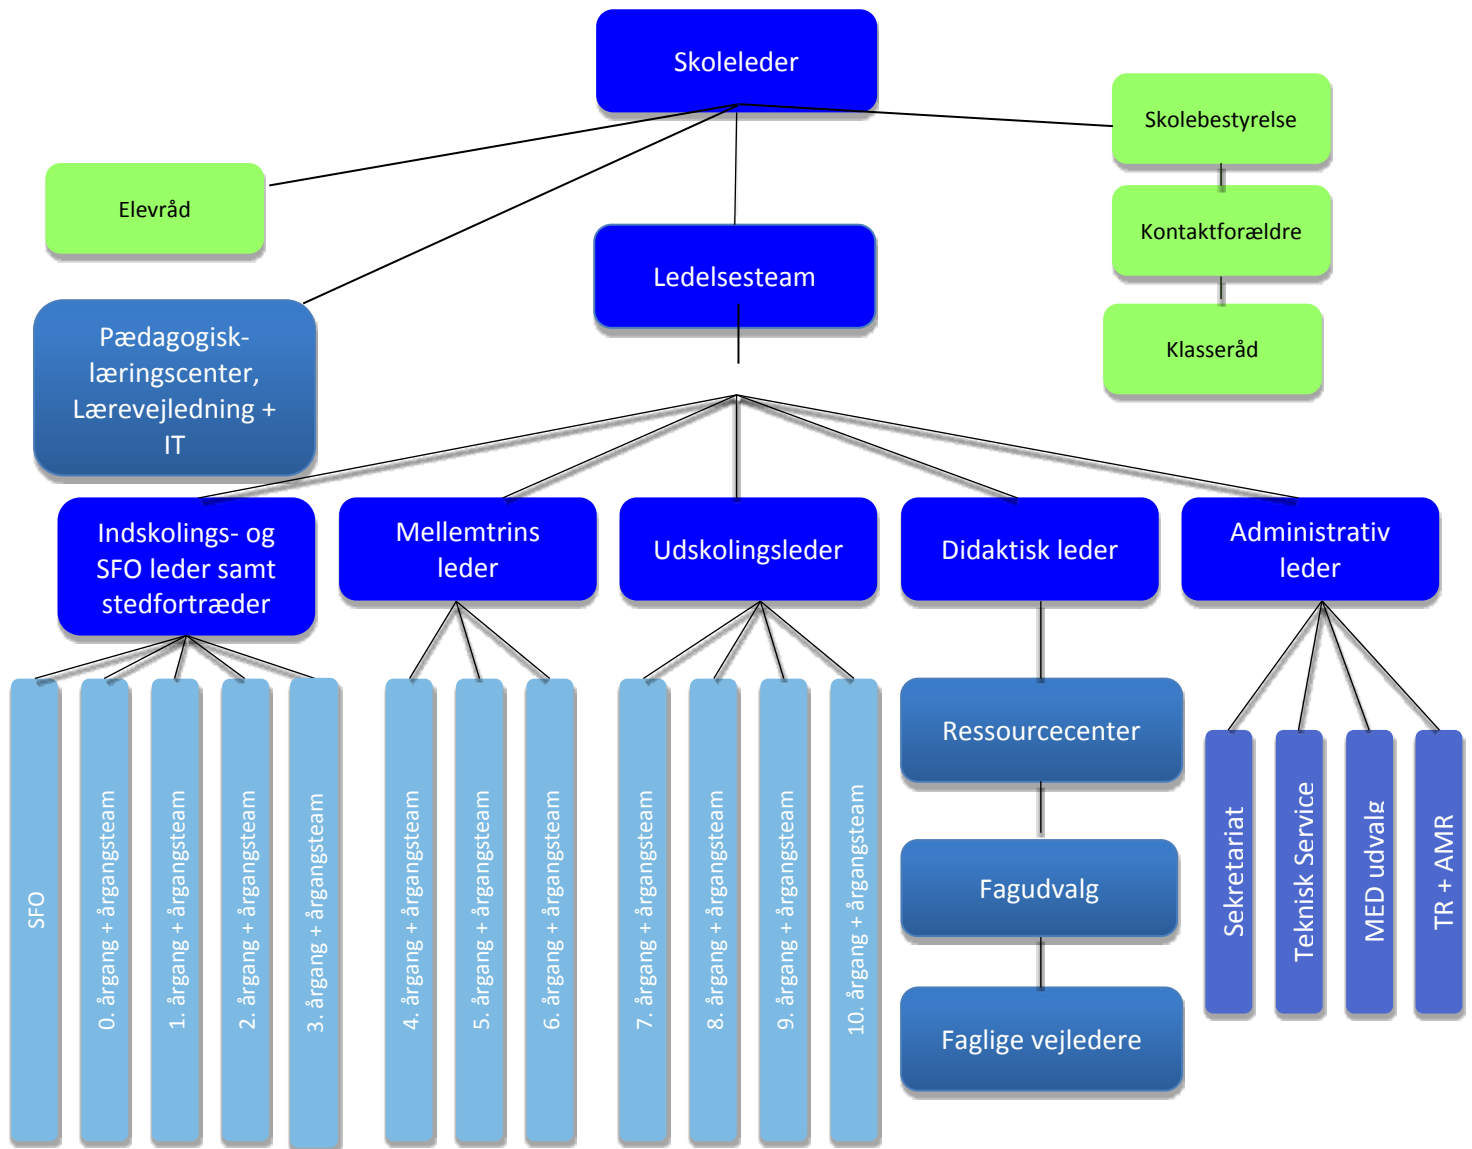 Skoleleder
Skolebestyrelse
Elevråd
Kontaktforældre
Ledelsesteam
Klasseråd
Pædagogisk-
læringscenter,
Lærevejledning +
IT
Indskolings- og
SFO leder samt
stedfortræder
Mellemtrins
leder
Udskolingsleder
Didaktisk leder
Administrativ
leder
SFO
0. årgang + årgangsteam
1. årgang + årgangsteam
2. årgang + årgangsteam
3. årgang + årgangsteam
4. årgang + årgangsteam
5. årgang + årgangsteam
6. årgang + årgangsteam
7. årgang + årgangsteam
8. årgang + årgangsteam
9. årgang + årgangsteam
10. årgang + årgangsteam
Ressourcecenter
Fagudvalg
Faglige vejledere
Sekretariat
Teknisk Service
MED udvalg
TR + AMR